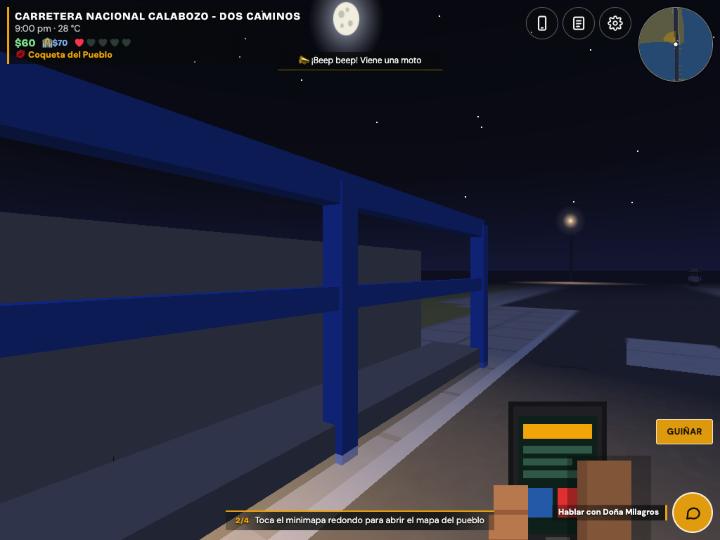 CARRETERA NACIONAL CALABOZO - DOS CAMINOS
9:00 pm · 28 °C
$60 $70
Coqueta del Pueblo
¡Beep beep! Viene una moto
GUIÑAR
Hablar con Doña Milagros
2/4 Toca el minimapa redondo para abrir el mapa del pueblo